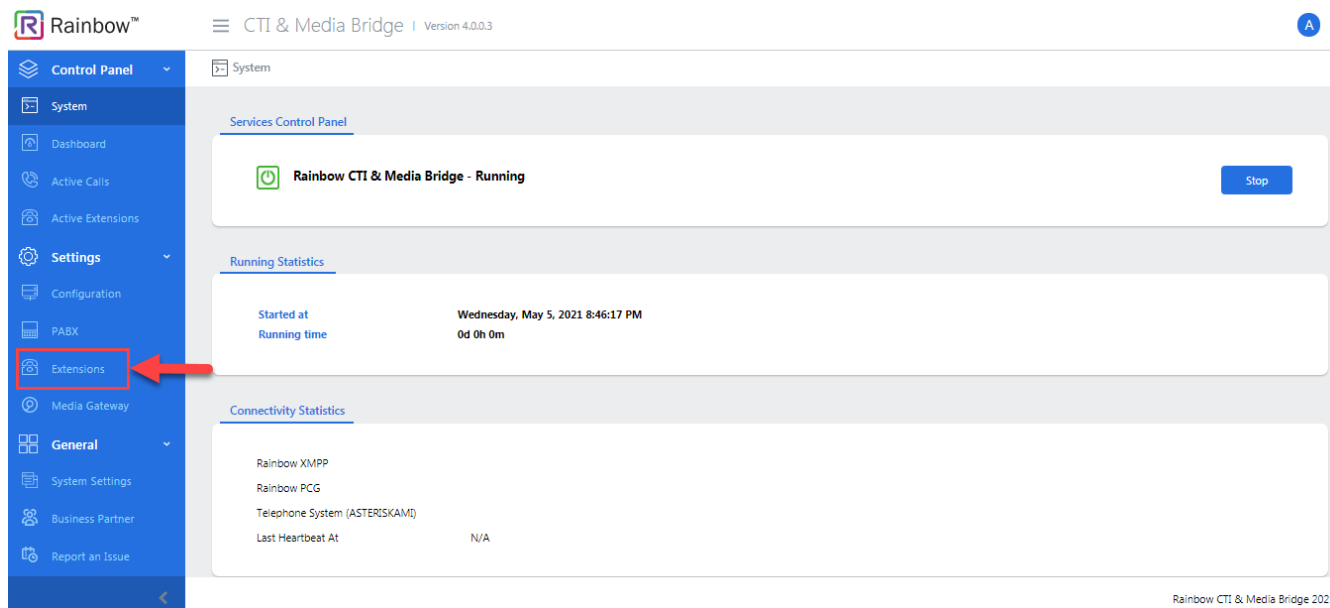 Rainbow™
CTI & Media Bridge | Version 4.0.0.3
A
Control Panel
System
Dashboard
Active Calls
Active Extensions
Settings
Configuration
PABX
Extensions
Media Gateway
General
System Settings
Business Partner
Report an Issue
System
Services Control Panel
Rainbow CTI & Media Bridge - Running
Stop
Running Statistics
Started at Wednesday, May 5, 2021 8:46:17 PM
Running time 0d 0h 0m
Connectivity Statistics
Rainbow XMPP
Rainbow PCG
Telephone System (ASTERISKAMI)
Last Heartbeat At N/A
Rainbow CTI & Media Bridge 202